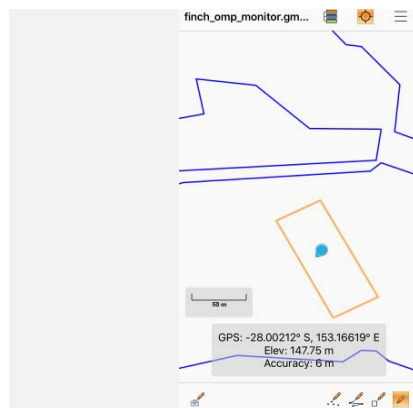 finch_omp_monitor.gm...
50 m
GPS: -28.00212° S, 153.16619° E
Elev: 147.75 m
Accuracy: 6 m